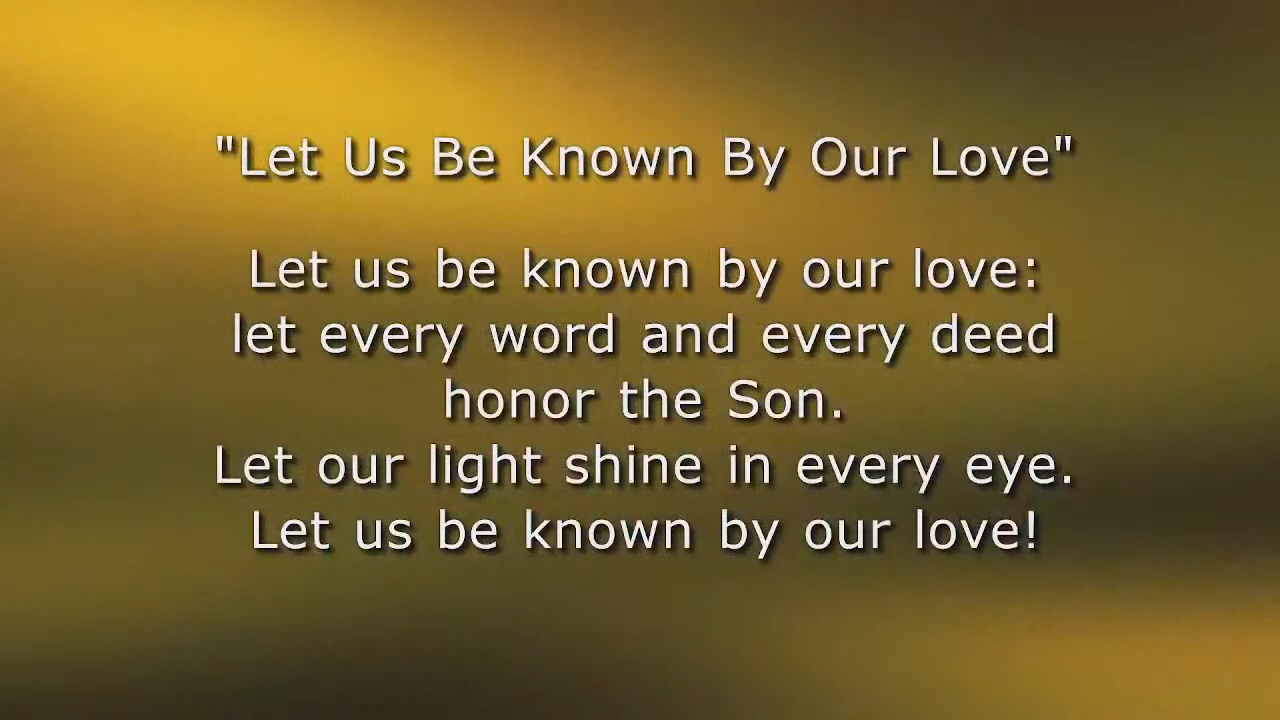 "Let Us Be Known By Our Love"
Let us be known by our love:
let every word and every deed
honor the Son.
Let our light shine in every eye.
Let us be known by our love!